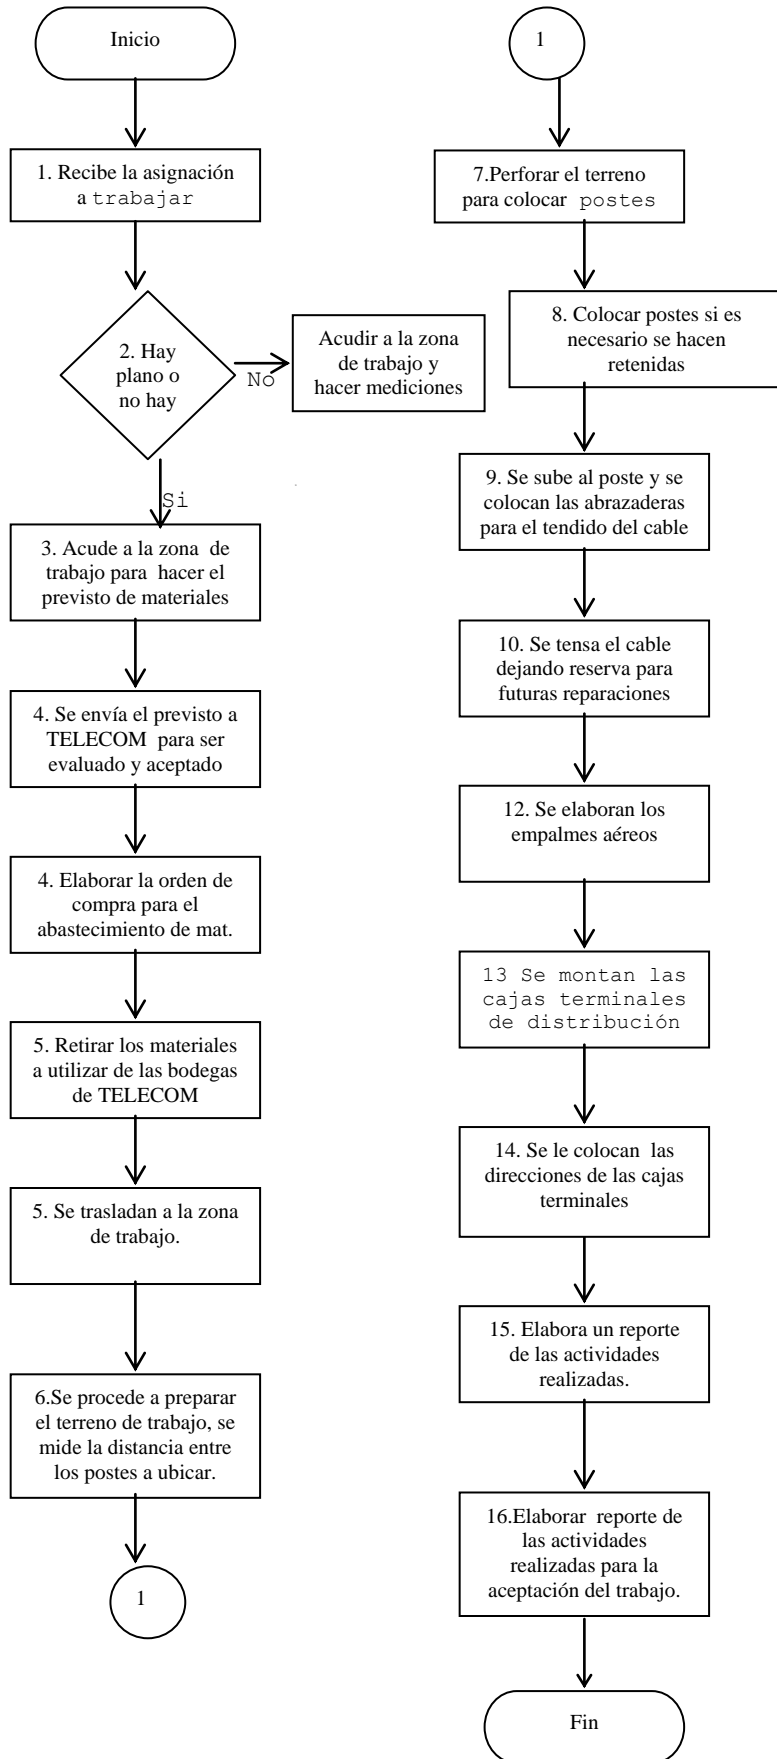 Inicio
1. Recibe la asignación
a trabajar
2. Hay
plano o
no hay
No
Acudir a la zona
de trabajo y
hacer mediciones
Si
3. Acude a la zona de
trabajo para hacer el
previsto de materiales
4. Se envía el previsto a
TELECOM para ser
evaluado y aceptado
4. Elaborar la orden de
compra para el
abastecimiento de mat.
5. Retirar los materiales
a utilizar de las bodegas
de TELECOM
5. Se trasladan a la zona
de trabajo.
6.Se procede a preparar
el terreno de trabajo, se
mide la distancia entre
los postes a ubicar.
1
1
7.Perforar el terreno
para colocar postes
8. Colocar postes si es
necesario se hacen
retenidas
9. Se sube al poste y se
colocan las abrazaderas
para el tendido del cable
10. Se tensa el cable
dejando reserva para
futuras reparaciones
12. Se elaboran los
empalmes aéreos
13 Se montan las
cajas terminales
de distribución
14. Se le colocan las
direcciones de las cajas
terminales
15. Elabora un reporte
de las actividades
realizadas.
16.Elaborar reporte de
las actividades
realizadas para la
aceptación del trabajo.
Fin